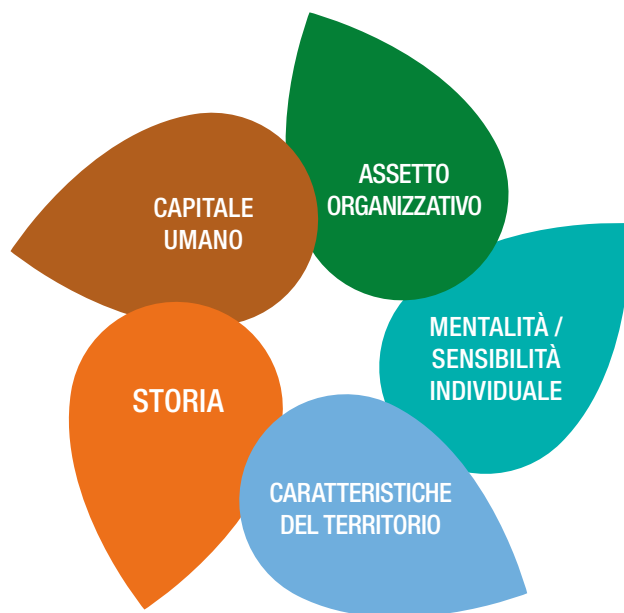 ASSETTO
ORGANIZZATIVO
CAPITALE
UMANO
MENTALITÀ /
SENSIBILITÀ
INDIVIDUALE
STORIA
CARATTERISTICHE
DEL TERRITORIO